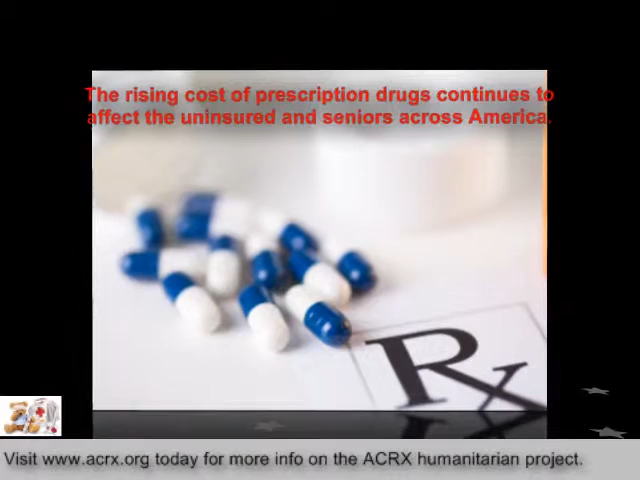 The rising cost of prescription drugs continues to
affect the uninsured and seniors across America.
Rx
Visit www.acrx.org today for more info on the ACRX humanitarian project.